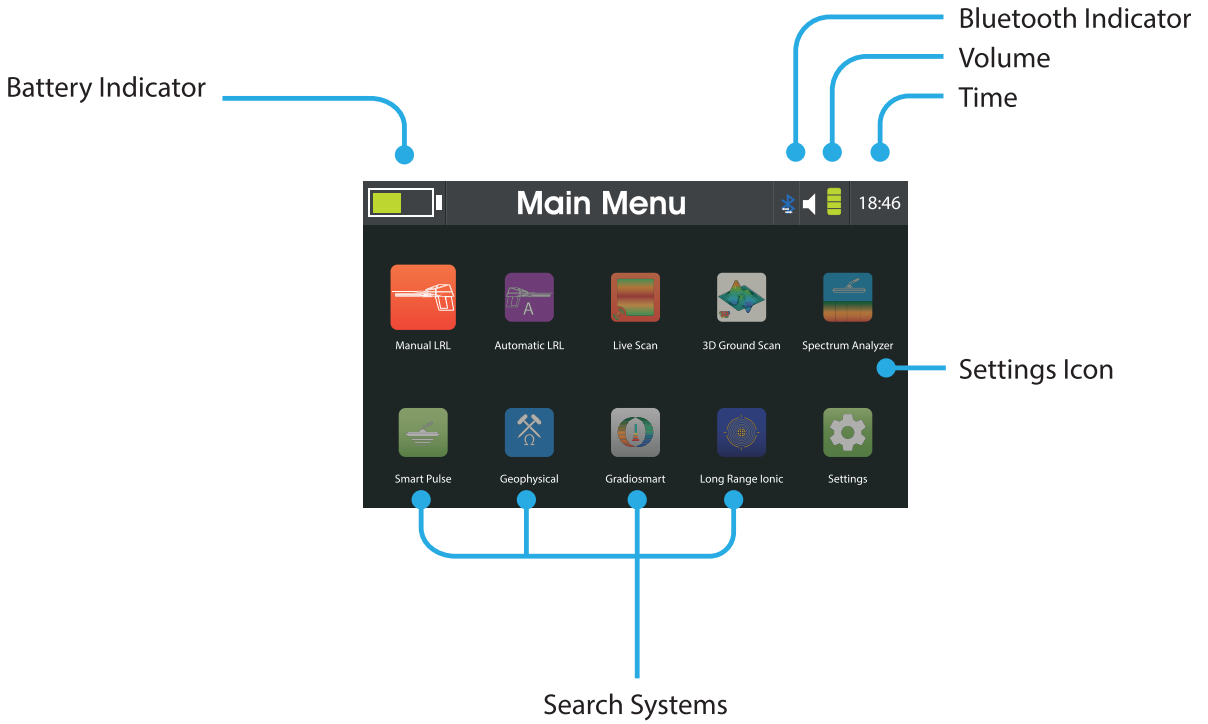 Bluetooth Indicator
Volume
Battery Indicator
Time
Main Menu
18:46
Manual LRL
A
Automatic LRL
Live Scan
3D Ground Scan
Spectrum Analyzer
Settings Icon
Ω
Smart Pulse
Geophysical
Gradiosmart
Long Range Ionic
Settings
Search Systems